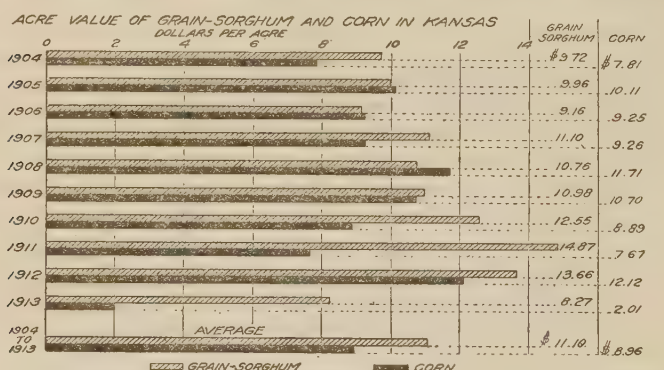 ACRE VALUE OF GRAIN-SORGHUM AND CORN IN KANSAS
DOLLARS PER ACRE
GRAIN SORGHUM CORN
0 2 4 6 8 10 12 14
1904 $9.72 $7.81
1905 9.96 10.11
1906 9.16 9.25
1907 11.10 9.26
1908 10.76 11.71
1909 10.98 10.70
1910 12.55 8.89
1911 14.87 7.67
1912 13.66 12.12
1913 8.27 2.01
AVERAGE
1904 TO 1913 $11.10 $8.96
GRAIN-SORGHUM CORN